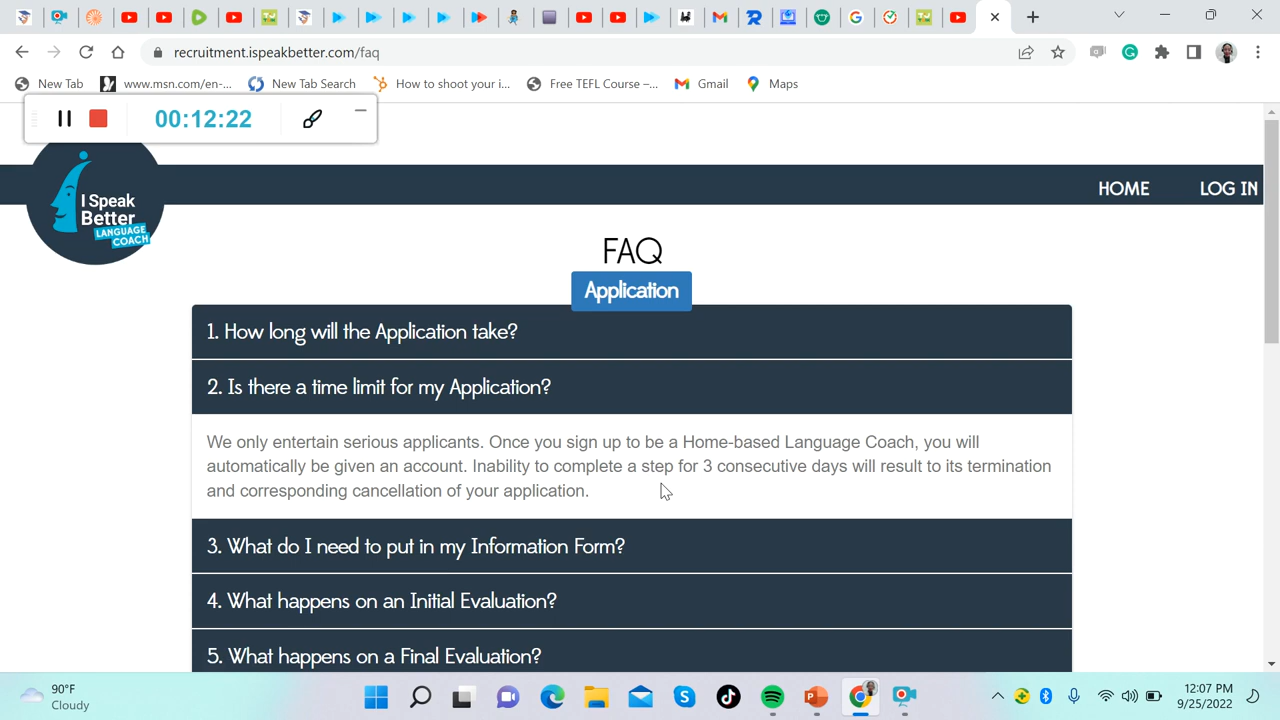 recruitment.ispeakbetter.com/faq
New Tab
www.msn.com/en-...
New Tab Search
How to shoot your i...
Free TEFL Course –...
Gmail
Maps
00:12:22
I Speak
Better
LANGUAGE
COACH
HOME
LOG IN
FAQ
Application
1. How long will the Application take?
2. Is there a time limit for my Application?
We only entertain serious applicants. Once you sign up to be a Home-based Language Coach, you will
automatically be given an account. Inability to complete a step for 3 consecutive days will result to its termination
and corresponding cancellation of your application.
3. What do I need to put in my Information Form?
4. What happens on an Initial Evaluation?
5. What happens on a Final Evaluation?
90°F
Cloudy
12:07 PM
9/25/2022